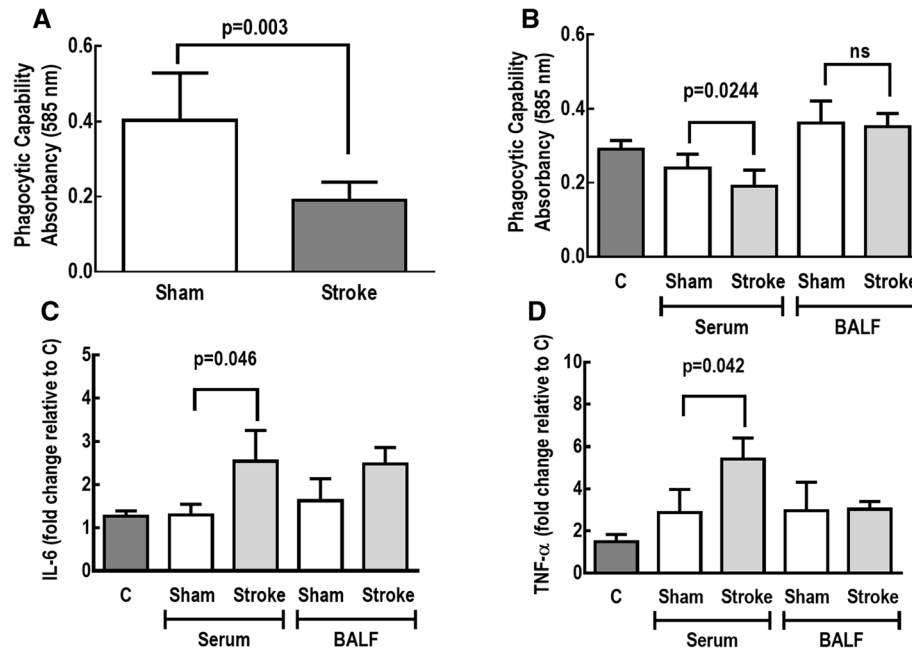 A
p=0.003
Phagocytic Capability
Absorbancy (585 nm)
0.6
0.4
0.2
0.0
Sham Stroke
B
ns
p=0.0244
Phagocytic Capability
Absorbancy (585 nm)
0.6
0.4
0.2
0.0
C Sham Stroke Sham Stroke
Serum BALF
C
p=0.046
IL-6 (fold change relative to C)
5
4
3
2
1
0
C Sham Stroke Sham Stroke
Serum BALF
D
p=0.042
TNF-α (fold change relative to C)
10
8
6
4
2
0
C Sham Stroke Sham Stroke
Serum BALF